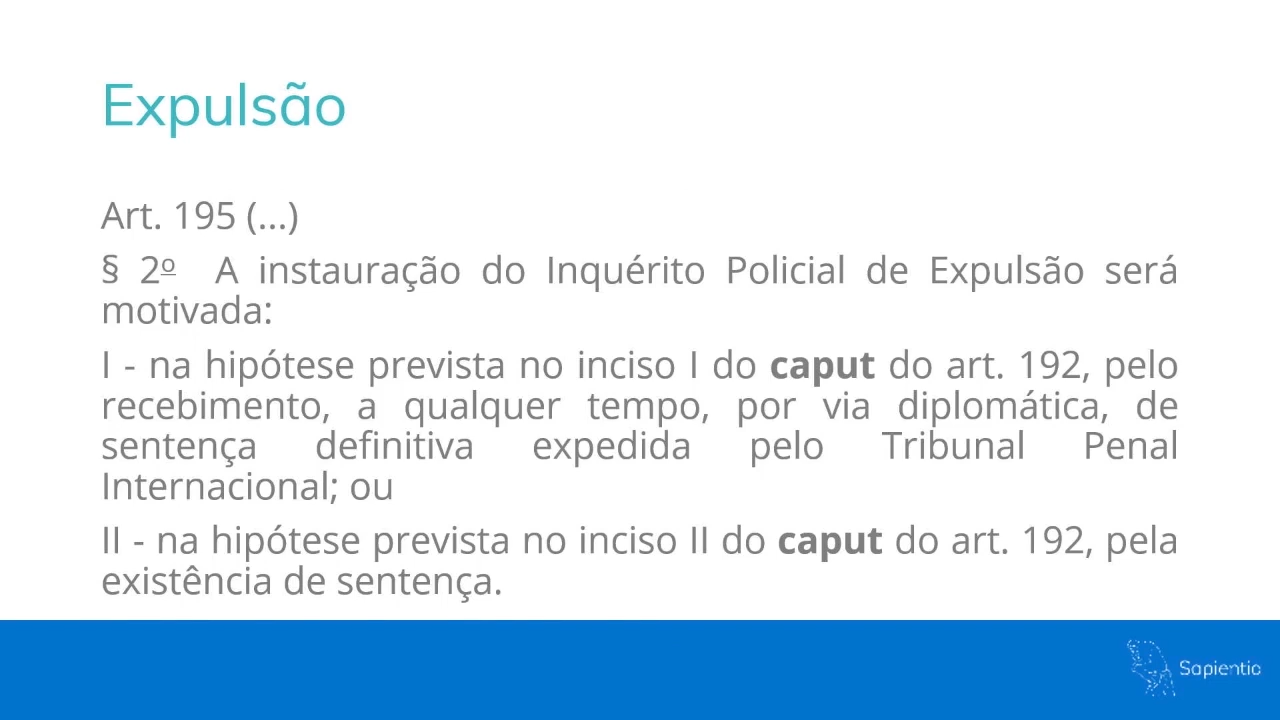 Expulsão
Art. 195 (...)
§ 2º A instauração do Inquérito Policial de Expulsão será
motivada:
I - na hipótese prevista no inciso I do caput do art. 192, pelo
recebimento, a qualquer tempo, por via diplomática, de
sentença definitiva expedida pelo Tribunal Penal
Internacional; ou
II - na hipótese prevista no inciso II do caput do art. 192, pela
existência de sentença.
Sapientia